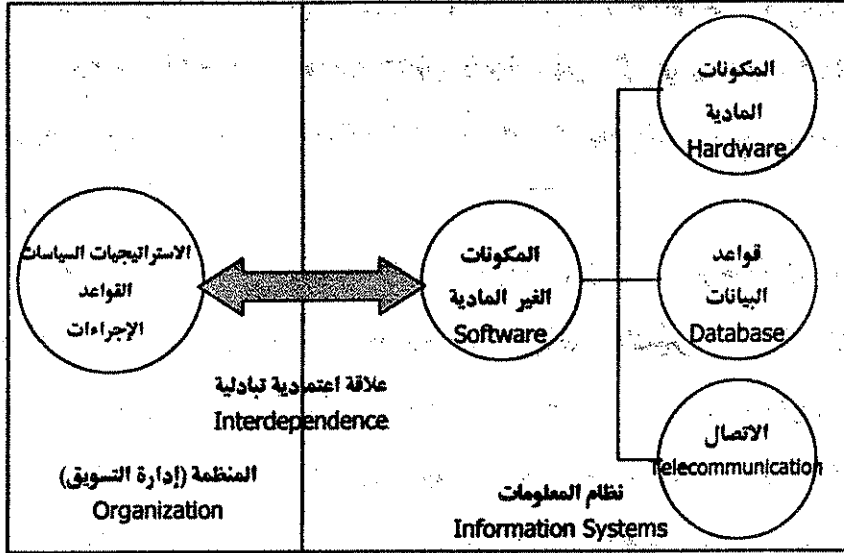 المكونات
المادية
Hardware
الاستراتيجيات السياسات
القواعد
الإجراءات
المكونات
الغير المادية
Software
قواعد
البيانات
Database
علاقة اعتمادية تبادلية
Interdependence
الاتصال
Telecommunication
المنظمة (إدارة التسويق)
Organization
نظام المعلومات
Information Systems